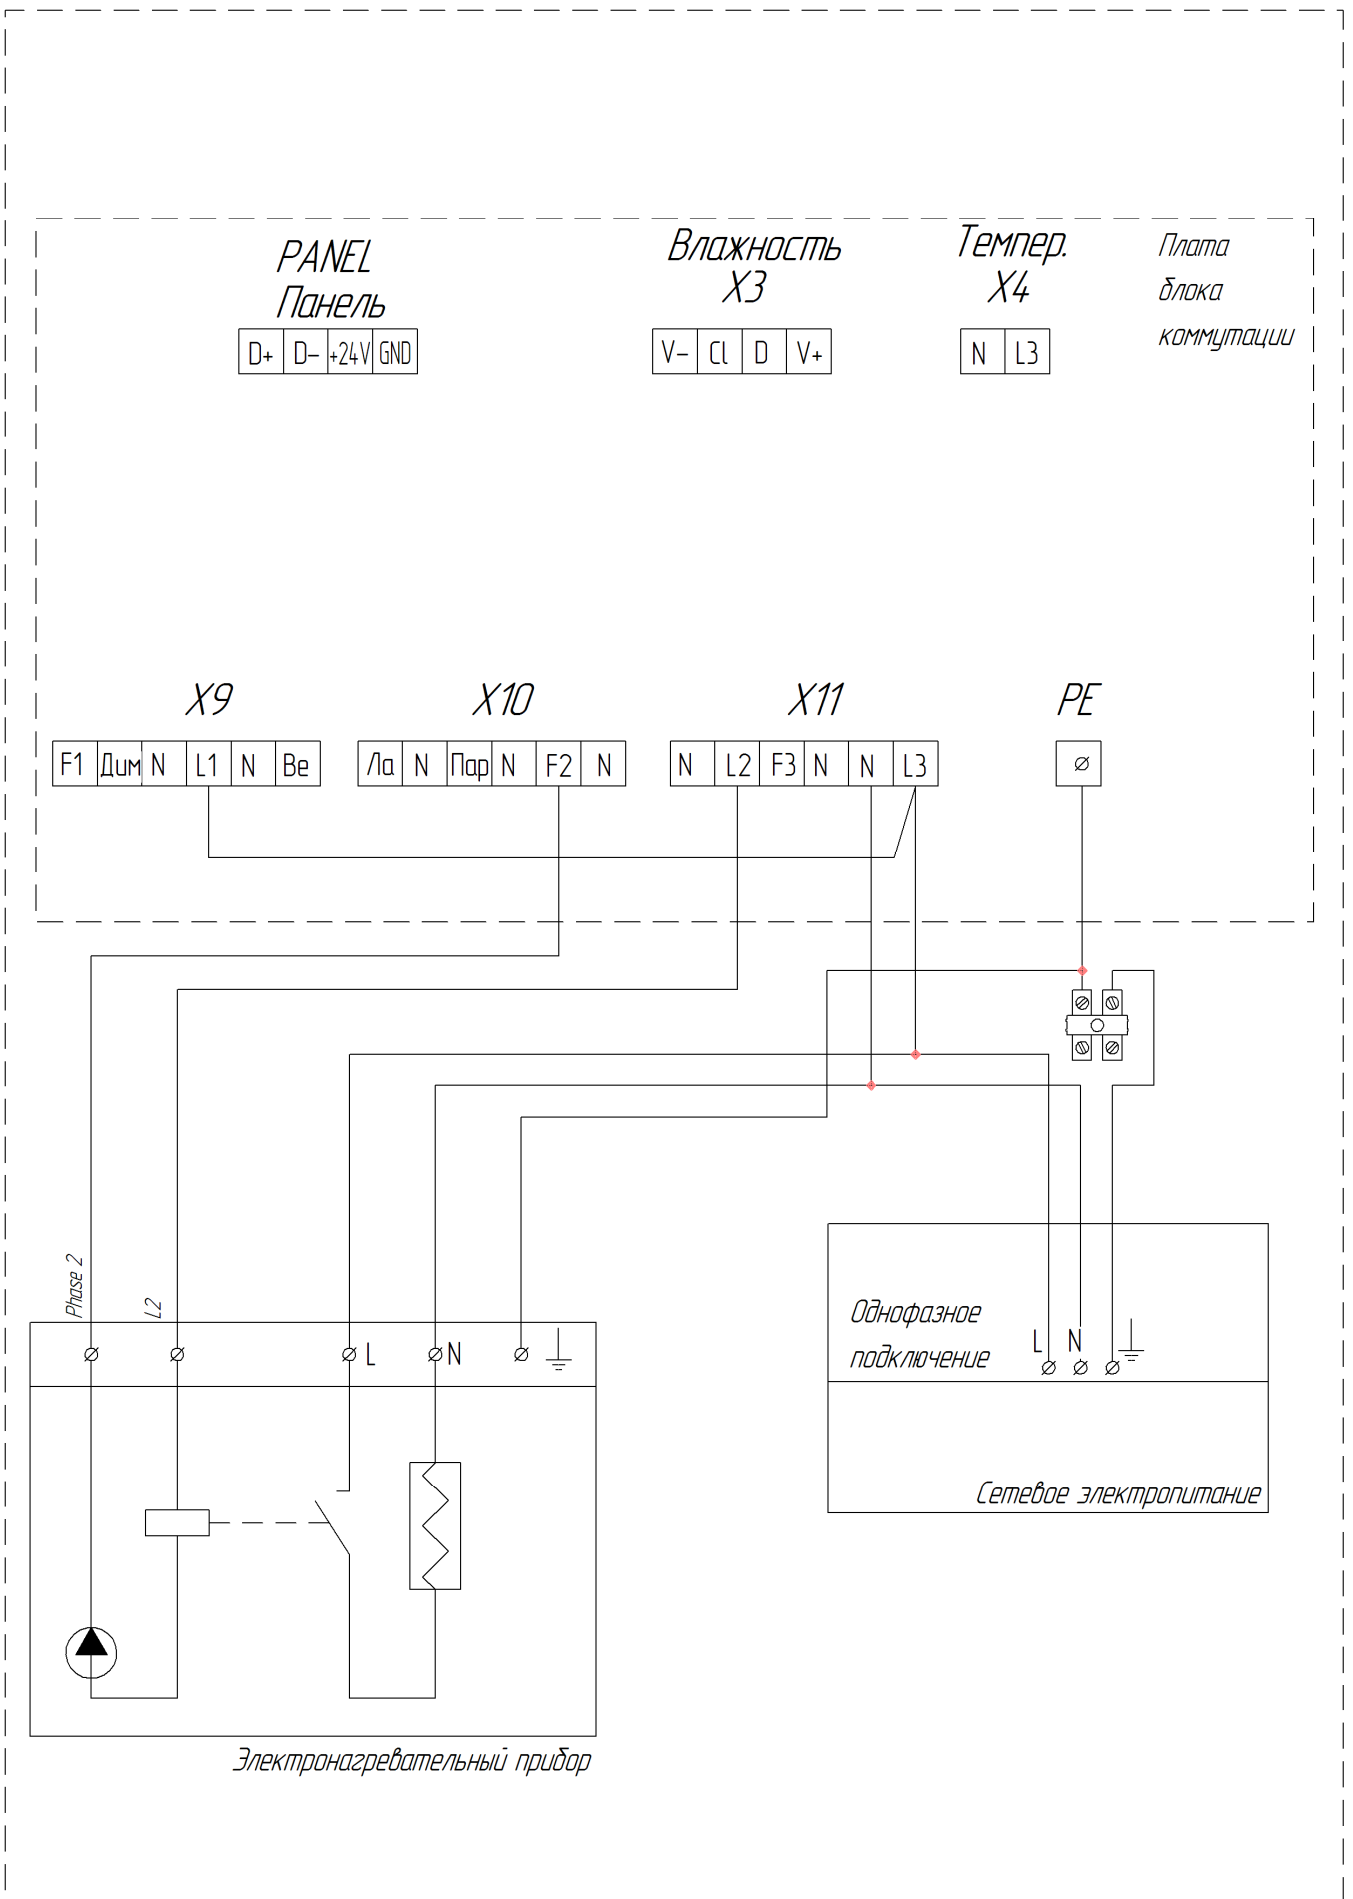 PANEL
Панель
D+ D- +24V GND
Влажность
X3
V- Cl D V+
Темпер.
X4
N L3
Плата
блока
коммутации
X9
F1 Дим N L1 N Ве
X10
Ла N Пар N F2 N
X11
N L2 F3 N N L3
PE
Phase 2
L2
L
N
Однофазное
подключение
L N
Сетевое электропитание
Электронагревательный прибор